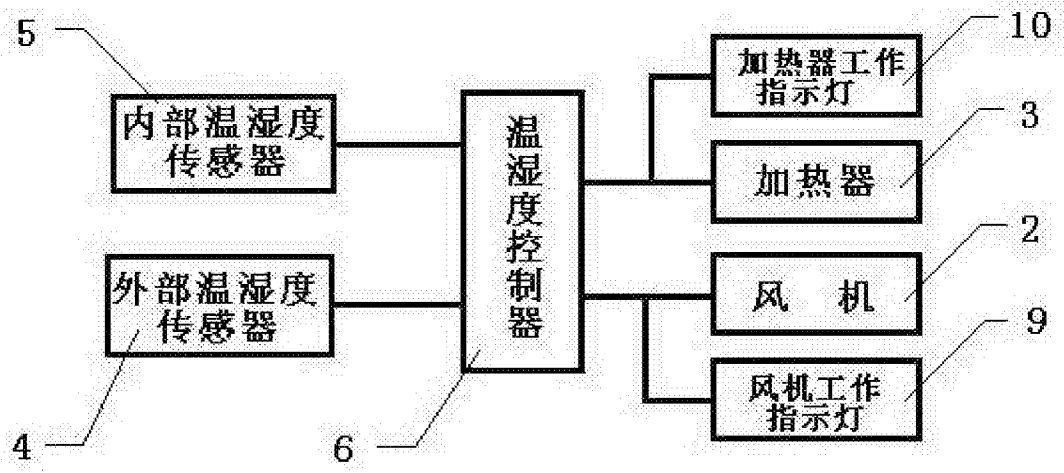 5
内部温湿度
传感器
外部温湿度
传感器
4
温湿度控制器
6
10
加热器工作
指示灯
3
加热器
2
风 机
9
风机工作
指示灯